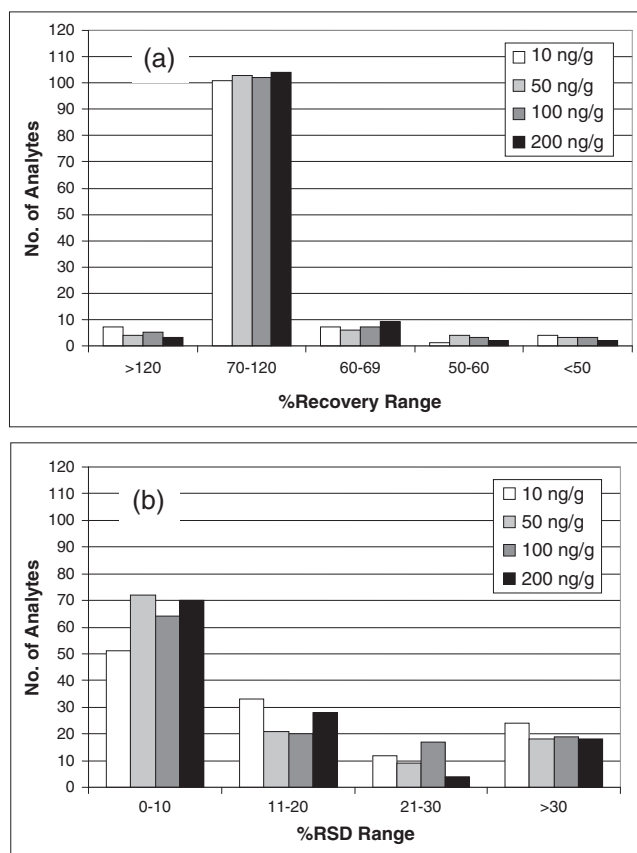 (a)
No. of Analytes
120
110
100
90
80
70
60
50
40
30
20
10
0
10 ng/g
50 ng/g
100 ng/g
200 ng/g
>120 70-120 60-69 50-60 <50
%Recovery Range
(b)
No. of Analytes
120
110
100
90
80
70
60
50
40
30
20
10
0
10 ng/g
50 ng/g
100 ng/g
200 ng/g
0-10 11-20 21-30 >30
%RSD Range